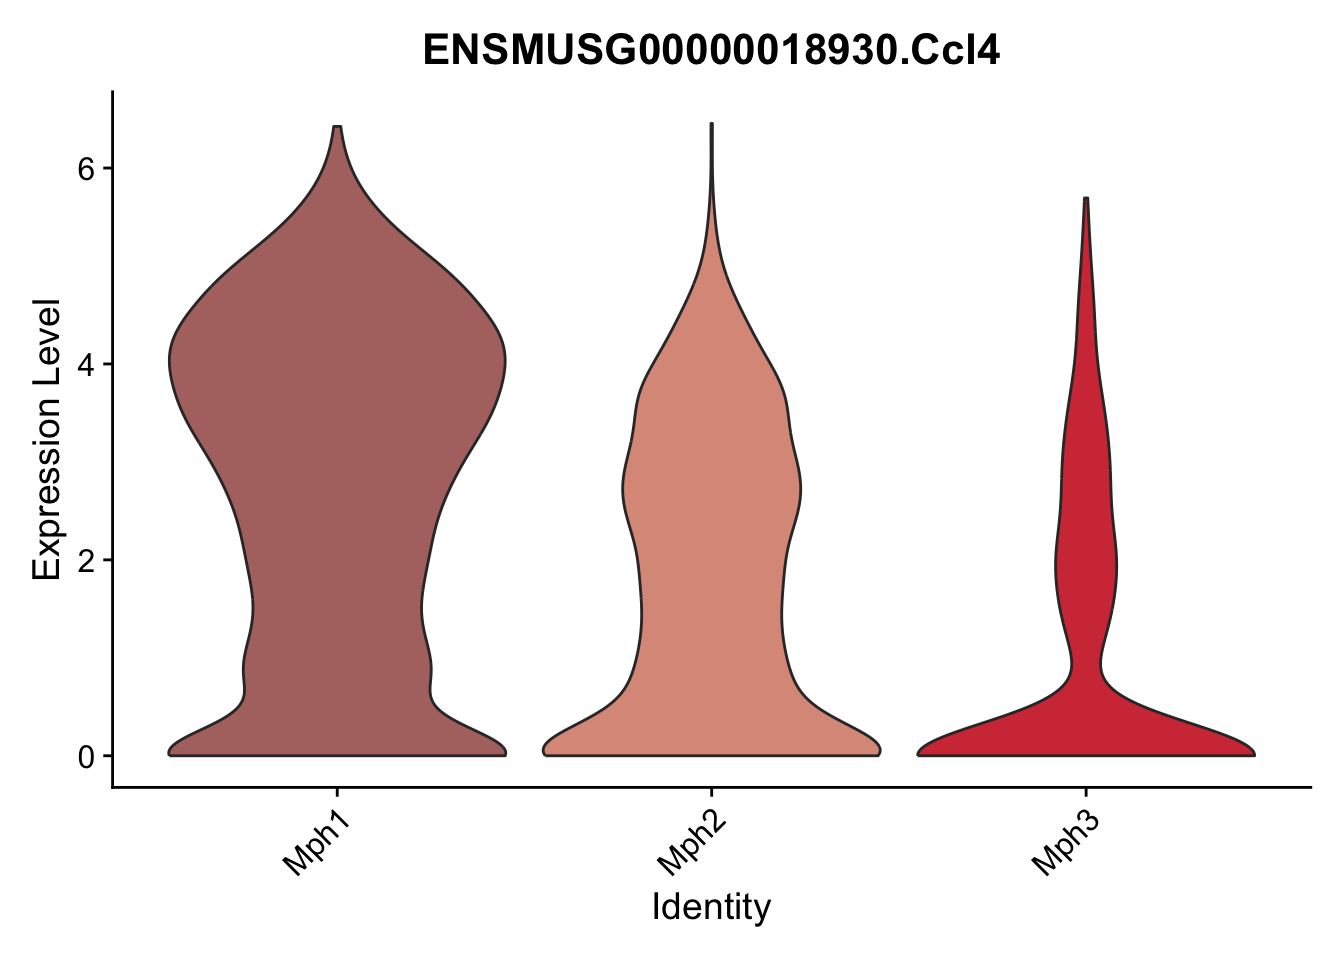 ENSMUSG00000018930.Ccl4
Expression Level
6
4
2
0
Mph1
Mph2
Mph3
Identity